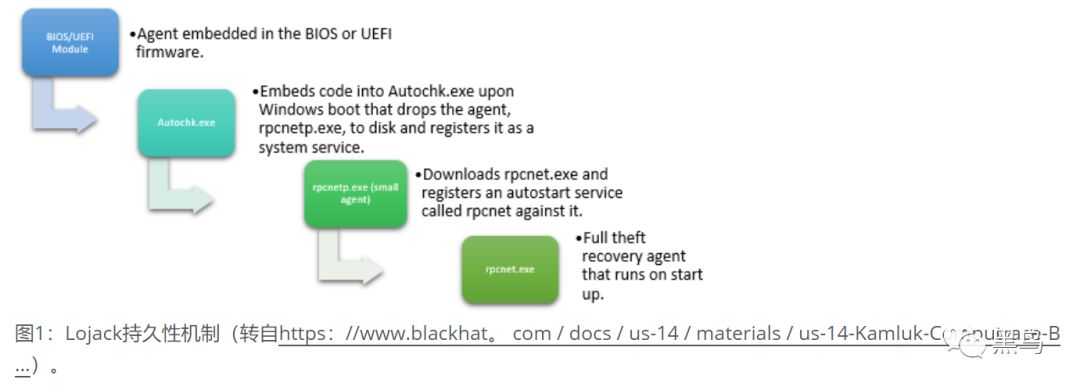 BIOS/UEFI
Module
•Agent embedded in the BIOS or UEFI
firmware.
Autochk.exe
•Embeds code into Autochk.exe upon
Windows boot that drops the agent,
rpcnetp.exe, to disk and registers it as a
system service.
rpcnetp.exe (small
agent)
•Downloads rpcnet.exe and
registers an autostart service
called rpcnet against it.
rpcnet.exe
•Full theft
recovery agent
that runs on start
up.
图1：Lojack持久性机制（转自https：//www.blackhat。 com / docs / us-14 / materials / us-14-Kamluk-Computrace-B
...）。
黑鸟